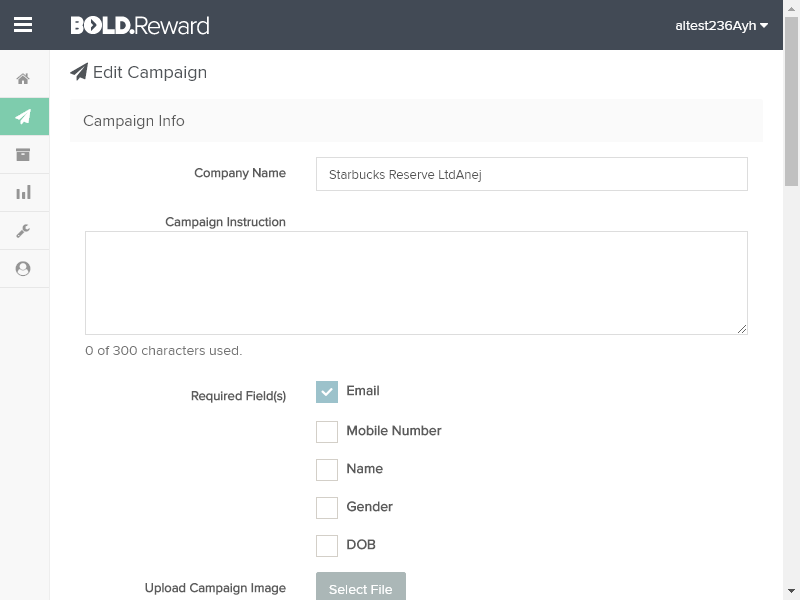 BOLD.Reward
altest236Ayh
Edit Campaign
Campaign Info
Company Name
Starbucks Reserve LtdAnej
Campaign Instruction
0 of 300 characters used.
Required Field(s)
Email
Mobile Number
Name
Gender
DOB
Upload Campaign Image
Select File